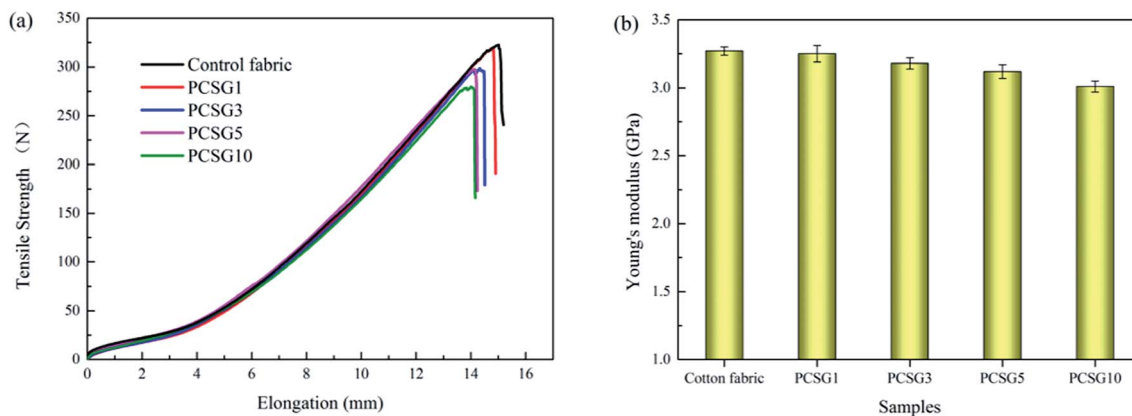 (a)
350
300
250
200
150
100
50
0
Tensile Strength （N）
Control fabric
PCSG1
PCSG3
PCSG5
PCSG10
0 2 4 6 8 10 12 14 16
Elongation (mm)
(b)
3.5
3.0
2.5
2.0
1.5
1.0
Young's modulus (GPa)
Cotton fabric PCSG1 PCSG3 PCSG5 PCSG10
Samples